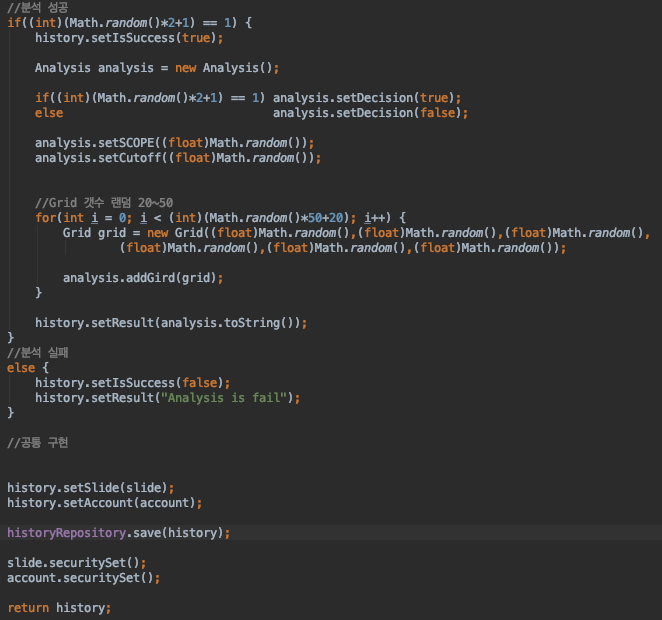 //분석 성공
if((int)(Math.random()*2+1) == 1) {
history.setIsSuccess(true);
Analysis analysis = new Analysis();
if((int)(Math.random()*2+1) == 1) analysis.setDecision(true);
else analysis.setDecision(false);
analysis.setSCOPE((float)Math.random());
analysis.setCutoff((float)Math.random());
//Grid 갯수 랜덤 20~50
for(int i = 0; i < (int)(Math.random()*50+20); i++) {
Grid grid = new Grid((float)Math.random(),(float)Math.random(),(float)Math.random(),
(float)Math.random(),(float)Math.random(),(float)Math.random());
analysis.addGird(grid);
}
history.setResult(analysis.toString());
}
//분석 실패
else {
history.setIsSuccess(false);
history.setResult("Analysis is fail");
}
//공통 구현
history.setSlide(slide);
history.setAccount(account);
historyRepository.save(history);
slide.securitySet();
account.securitySet();
return history;